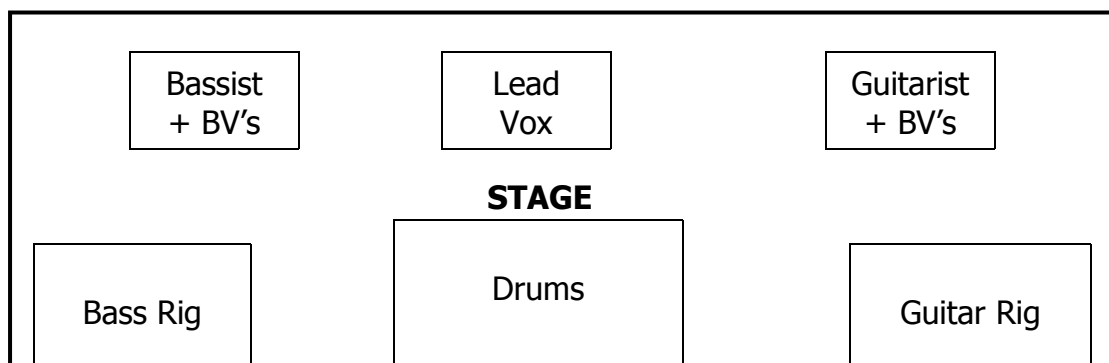 Bassist
+ BV’s
Lead
Vox
Guitarist
+ BV’s
STAGE
Bass Rig
Drums
Guitar Rig